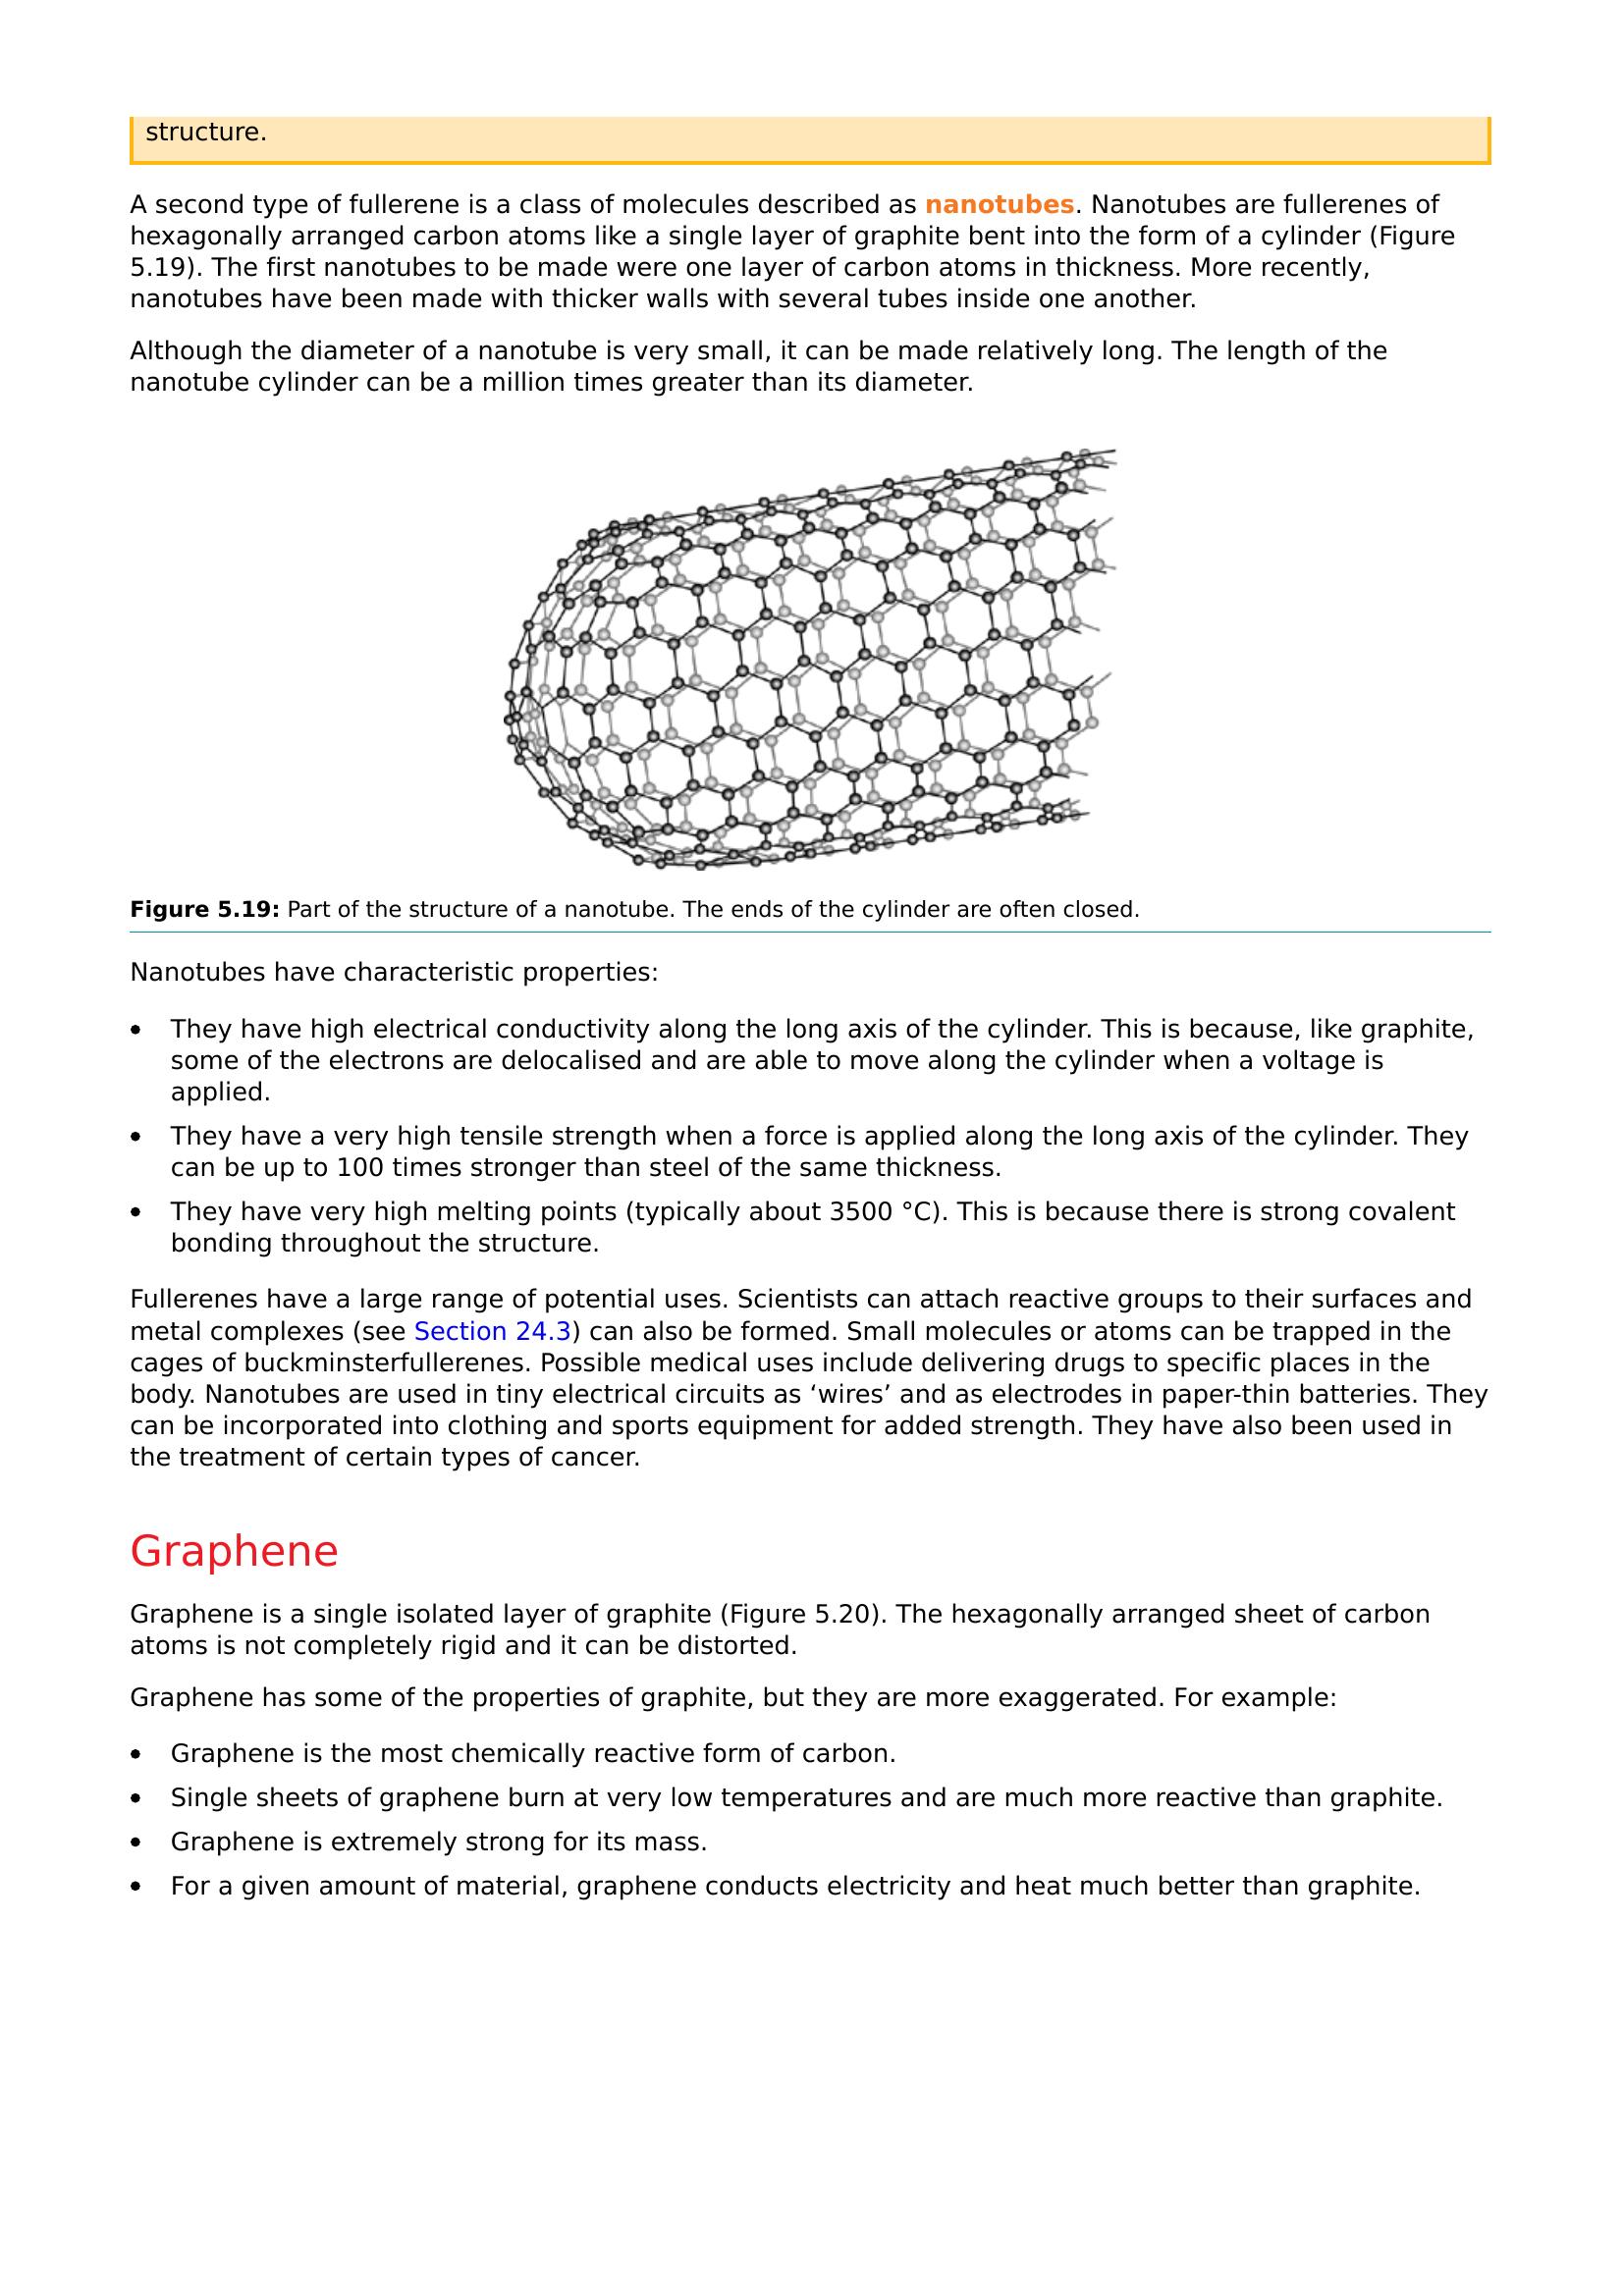 structure.
A second type of fullerene is a class of molecules described as nanotubes. Nanotubes are fullerenes of
hexagonally arranged carbon atoms like a single layer of graphite bent into the form of a cylinder (Figure
5.19). The first nanotubes to be made were one layer of carbon atoms in thickness. More recently,
nanotubes have been made with thicker walls with several tubes inside one another.
Although the diameter of a nanotube is very small, it can be made relatively long. The length of the
nanotube cylinder can be a million times greater than its diameter.
Figure 5.19: Part of the structure of a nanotube. The ends of the cylinder are often closed.
Nanotubes have characteristic properties:
• They have high electrical conductivity along the long axis of the cylinder. This is because, like graphite,
some of the electrons are delocalised and are able to move along the cylinder when a voltage is
applied.
• They have a very high tensile strength when a force is applied along the long axis of the cylinder. They
can be up to 100 times stronger than steel of the same thickness.
• They have very high melting points (typically about 3500 °C). This is because there is strong covalent
bonding throughout the structure.
Fullerenes have a large range of potential uses. Scientists can attach reactive groups to their surfaces and
metal complexes (see Section 24.3) can also be formed. Small molecules or atoms can be trapped in the
cages of buckminsterfullerenes. Possible medical uses include delivering drugs to specific places in the
body. Nanotubes are used in tiny electrical circuits as ‘wires’ and as electrodes in paper-thin batteries. They
can be incorporated into clothing and sports equipment for added strength. They have also been used in
the treatment of certain types of cancer.
Graphene
Graphene is a single isolated layer of graphite (Figure 5.20). The hexagonally arranged sheet of carbon
atoms is not completely rigid and it can be distorted.
Graphene has some of the properties of graphite, but they are more exaggerated. For example:
• Graphene is the most chemically reactive form of carbon.
• Single sheets of graphene burn at very low temperatures and are much more reactive than graphite.
• Graphene is extremely strong for its mass.
• For a given amount of material, graphene conducts electricity and heat much better than graphite.